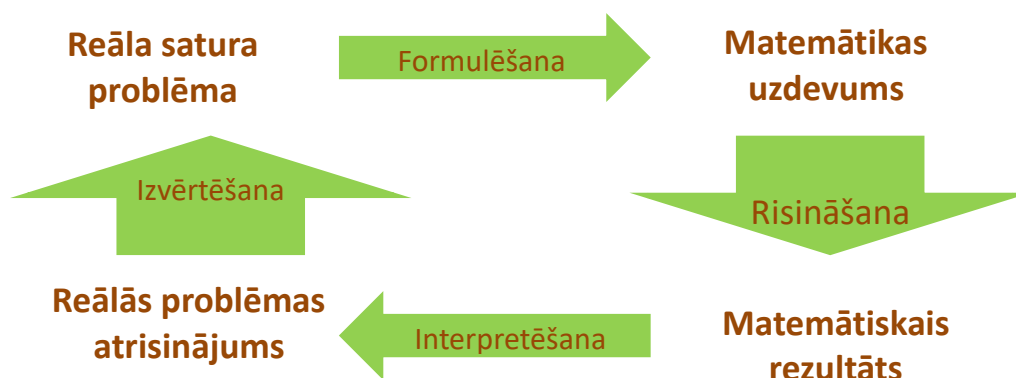 Reāla satura
problēma
Formulēšana
Matemātikas
uzdevums
Izvērtēšana
Risināšana
Reālās problēmas
atrisinājums
Interpretēšana
Matemātiskais
rezultāts